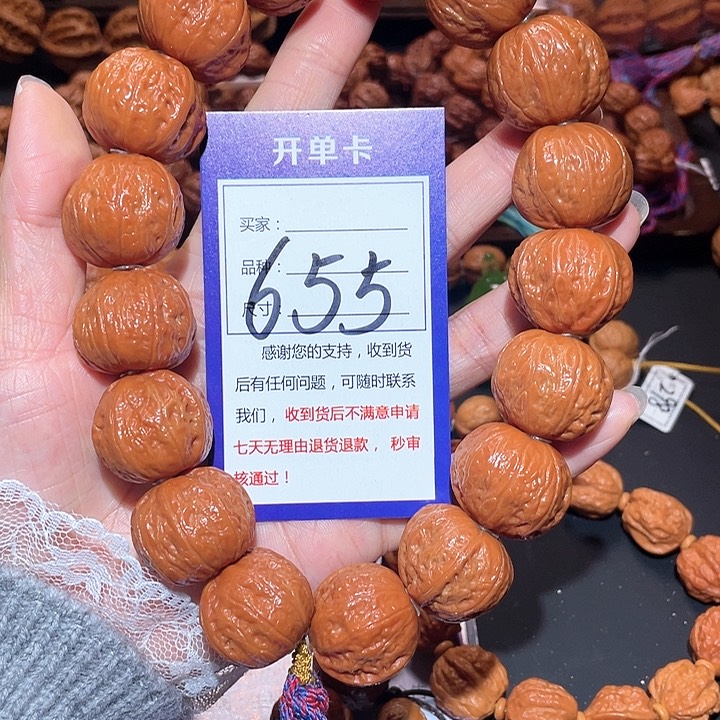 开单卡
买家：
品种：
尺寸：
655
感谢您的支持，收到货
后有任何问题，可随时联系
我们，收到货后不满意申请
七天无理由退货退款，秒审
核通过！
298